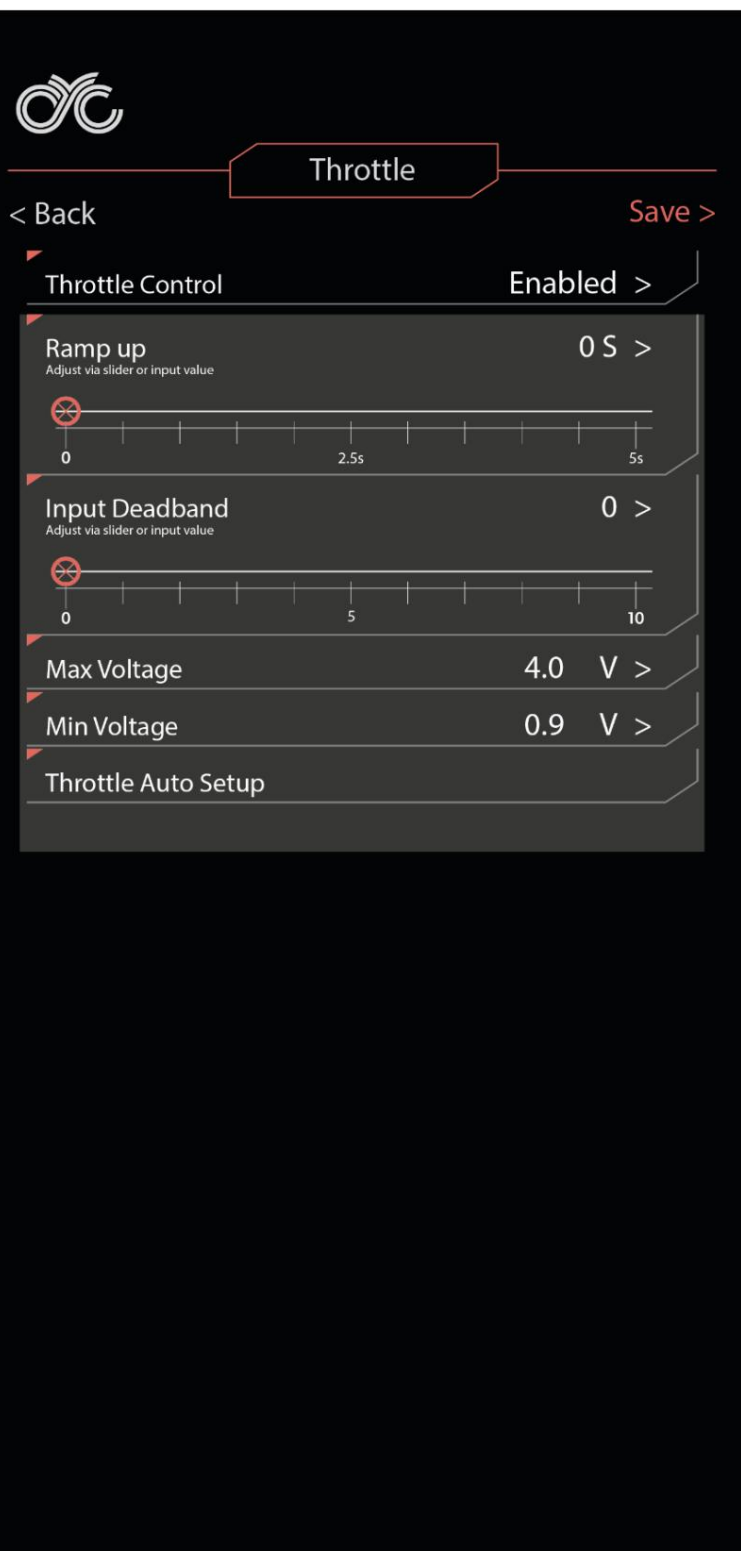 CYC
Throttle
< Back
Save >
Throttle Control Enabled >
Ramp up 0 S >
Adjust via slider or input value
0 2.5s 5s
Input Deadband 0 >
Adjust via slider or input value
0 5 10
Max Voltage 4.0 V >
Min Voltage 0.9 V >
Throttle Auto Setup